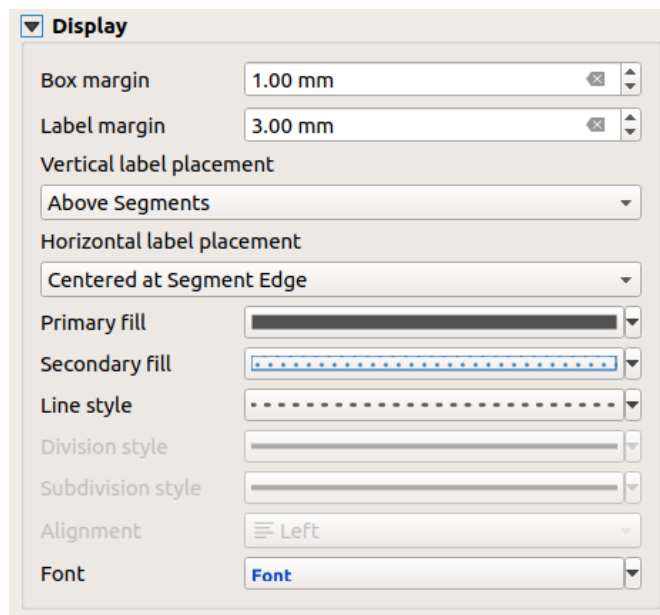 Display
Box margin 1.00 mm
Label margin 3.00 mm
Vertical label placement
Above Segments
Horizontal label placement
Centered at Segment Edge
Primary fill
Secondary fill
Line style
Division style
Subdivision style
Alignment Left
Font Font